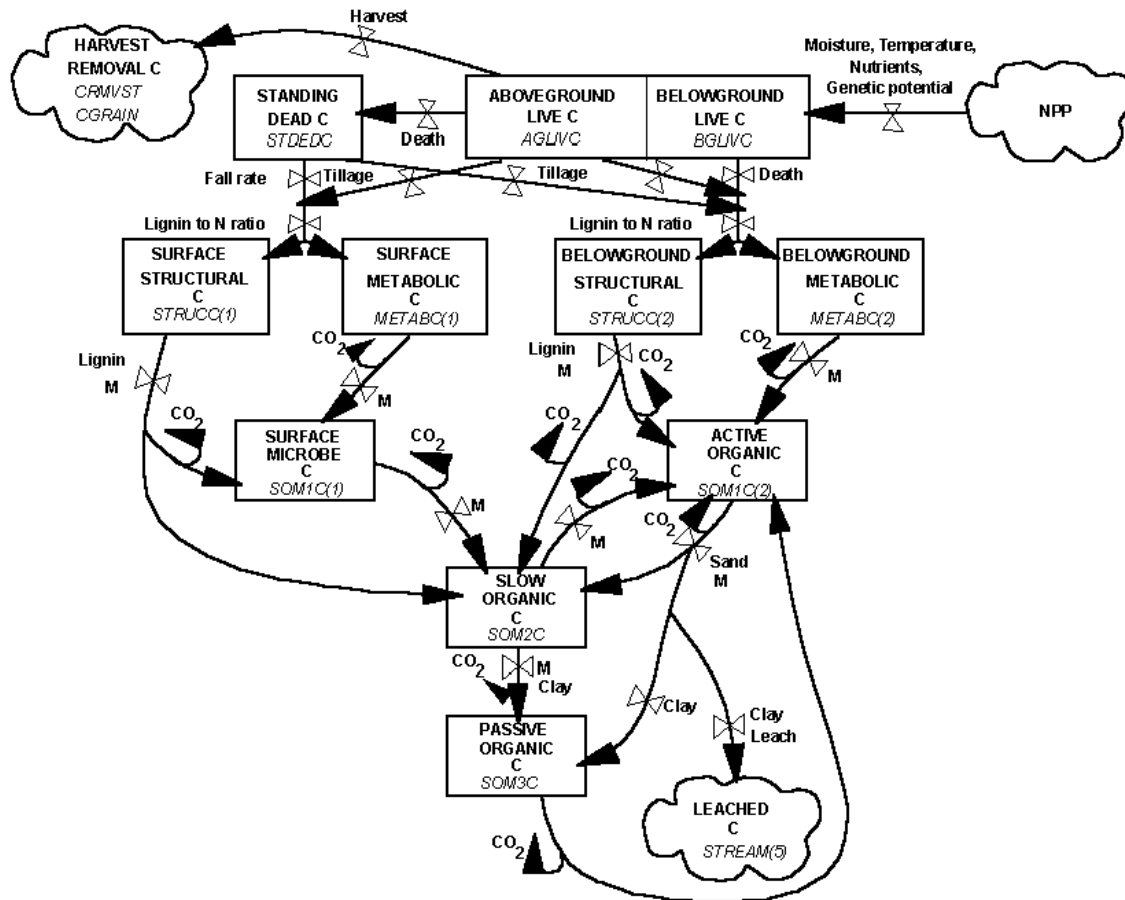 Harvest
HARVEST
REMOVAL C
CRMVST
CGRAIN
STANDING
DEAD C
STDEDC
Death
ABOVEGROUND
LIVE C
AGLIVC
BELOWGROUND
LIVE C
BGLIVC
Moisture, Temperature,
Nutrients,
Genetic potential
NPP
Fall rate
Tillage
Tillage
Death
Lignin to N ratio
Lignin to N ratio
SURFACE
STRUCTURAL
C
STRUCC(1)
SURFACE
METABOLIC
C
METABC(1)
BELOWGROUND
STRUCTURAL
C
STRUCC(2)
BELOWGROUND
METABOLIC
C
METABC(2)
Lignin
M
CO2
M
Lignin
M
CO2
CO2
M
CO2
SURFACE
MICROBE
C
SOM1C(1)
CO2
M
CO2
CO2
M
ACTIVE
ORGANIC
C
SOM1C(2)
CO2
Sand
M
SLOW
ORGANIC
C
SOM2C
CO2
M
Clay
Clay
Clay
Leach
PASSIVE
ORGANIC
C
SOM3C
CO2
LEACHED
C
STREAM(5)